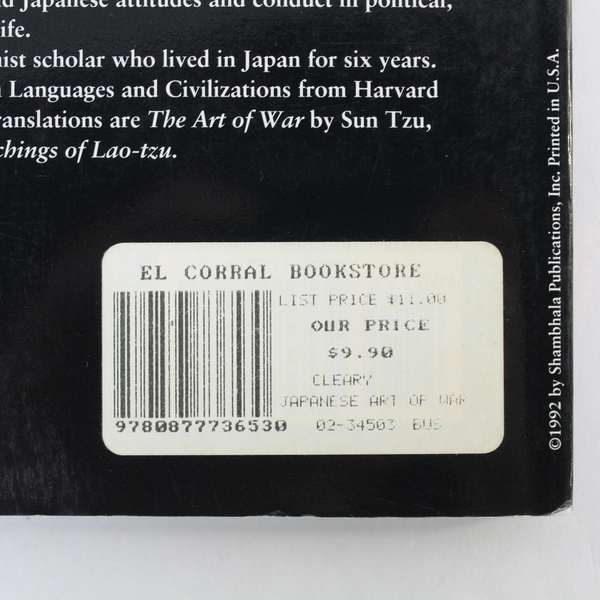 d Japanese attitudes and conduct in political,
ife.
ist scholar who lived in Japan for six years.
Languages and Civilizations from Harvard
ranslations are The Art of War by Sun Tzu,
chings of Lao-tzu.
EL CORRAL BOOKSTORE
LIST PRICE $11.00
OUR PRICE
$9.90
CLEARY
JAPANESE ART OF WAR
9780877736530 02-34503 BUS
©1992 by Shambhala Publications, Inc. Printed in U.S.A.